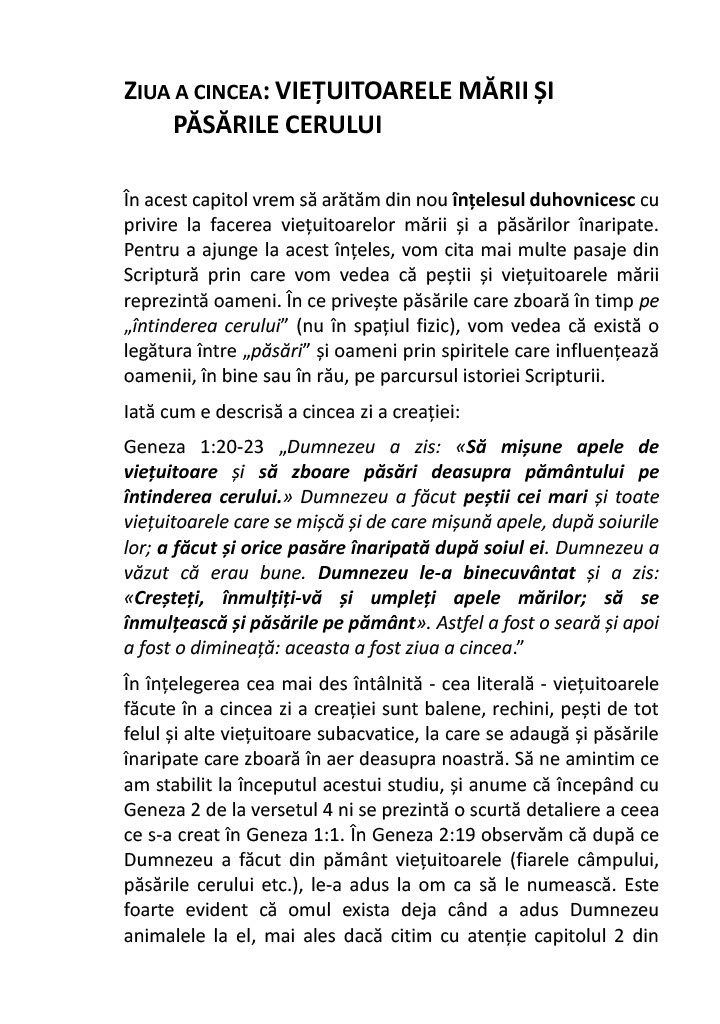 ZIUA A CINCEA: VIEȚUITOARELE MĂRII ȘI
PĂSĂRILE CERULUI
În acest capitol vrem să arătăm din nou înțelesul duhovnicesc cu
privire la facerea viețuitoarelor mării și a păsărilor înaripate.
Pentru a ajunge la acest înțeles, vom cita mai multe pasaje din
Scriptură prin care vom vedea că peștii și viețuitoarele mării
reprezintă oameni. În ce privește păsările care zboară în timp pe
„întinderea cerului” (nu în spațiul fizic), vom vedea că există o
legătura între „păsări” și oameni prin spiritele care influențează
oamenii, în bine sau în rău, pe parcursul istoriei Scripturii.
Iată cum e descrisă a cincea zi a creației:
Geneza 1:20-23 „Dumnezeu a zis: «Să mișune apele de
viețuitoare și să zboare păsări deasupra pământului pe
întinderea cerului.» Dumnezeu a făcut peștii cei mari și toate
viețuitoarele care se mișcă și de care mișună apele, după soiurile
lor; a făcut și orice pasăre înaripată după soiul ei. Dumnezeu a
văzut că erau bune. Dumnezeu le-a binecuvântat și a zis:
«Creșteți, înmulțiți-vă și umpleți apele mărilor; să se
înmulțească și păsările pe pământ». Astfel a fost o seară și apoi
a fost o dimineață: aceasta a fost ziua a cincea.”
În înțelegerea cea mai des întâlnită - cea literală - viețuitoarele
făcute în a cincea zi a creației sunt balene, rechini, pești de tot
felul și alte viețuitoare subacvatice, la care se adaugă și păsările
înaripate care zboară în aer deasupra noastră. Să ne amintim ce
am stabilit la începutul acestui studiu, și anume că începând cu
Geneza 2 de la versetul 4 ni se prezintă o scurtă detaliere a ceea
ce s-a creat în Geneza 1:1. În Geneza 2:19 observăm că după ce
Dumnezeu a făcut din pământ viețuitoarele (fiarele câmpului,
păsările cerului etc.), le-a adus la om ca să le numească. Este
foarte evident că omul exista deja când a adus Dumnezeu
animalele la el, mai ales dacă citim cu atenție capitolul 2 din